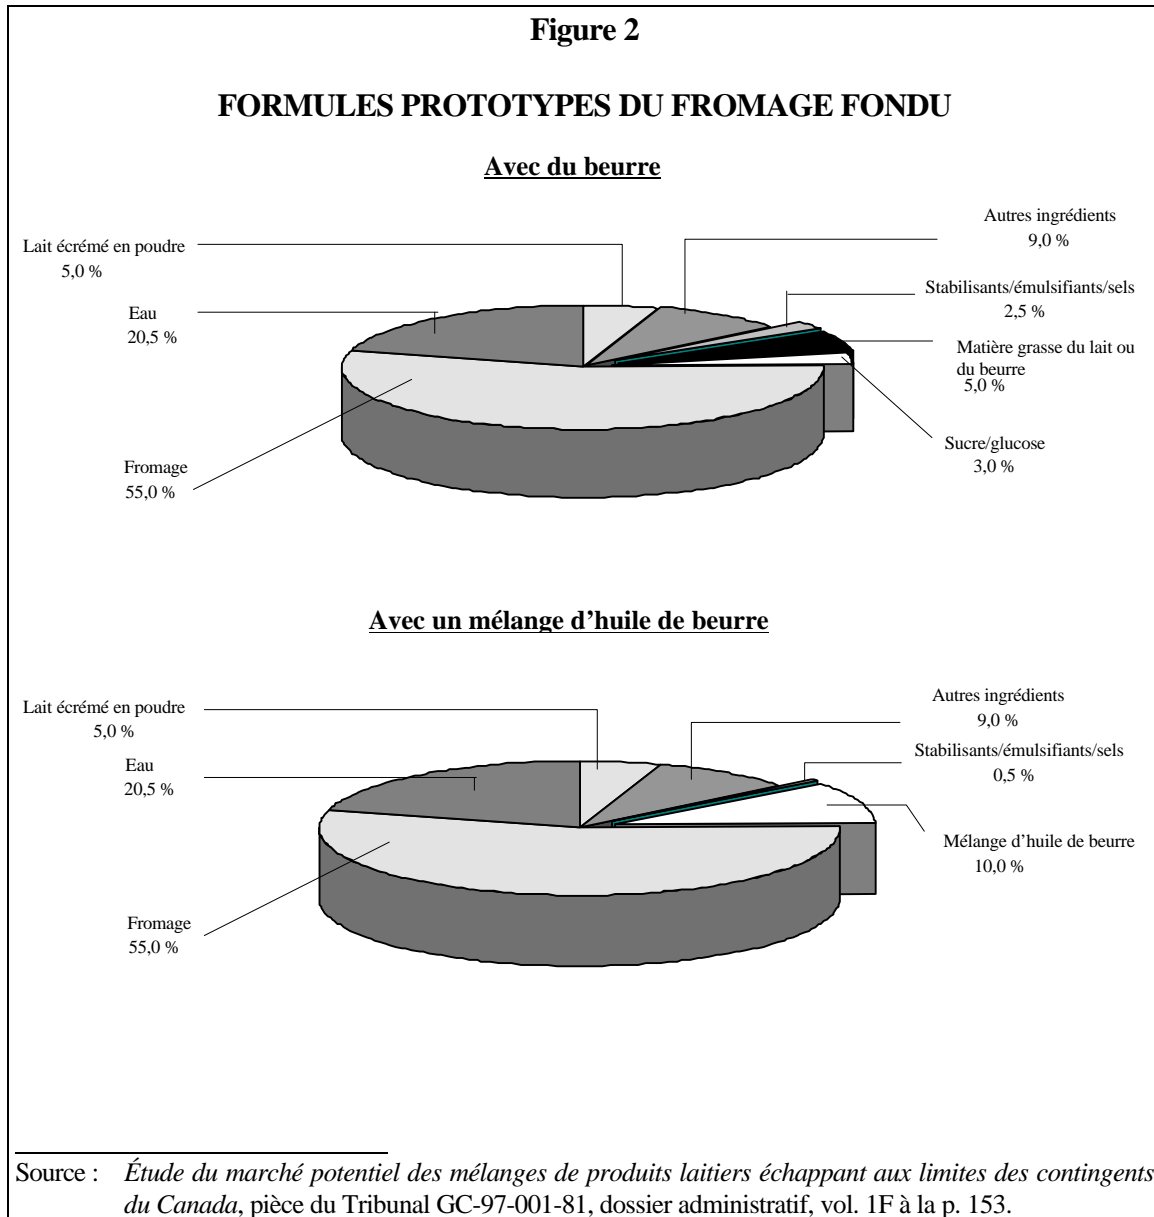 Figure 2
FORMULES PROTOTYPES DU FROMAGE FONDU
Avec du beurre
Lait écrémé en poudre
5,0 %
Autres ingrédients
9,0 %
Stabilisants/émulsifiants/sels
2,5 %
Eau
20,5 %
Matière grasse du lait ou
du beurre
5,0 %
Sucre/glucose
3,0 %
Fromage
55,0 %
Avec un mélange d'huile de beurre
Lait écrémé en poudre
5,0 %
Autres ingrédients
9,0 %
Stabilisants/émulsifiants/sels
0,5 %
Eau
20,5 %
Mélange d'huile de beurre
10,0 %
Fromage
55,0 %
Source : Étude du marché potentiel des mélanges de produits laitiers échappant aux limites des contingents
du Canada, pièce du Tribunal GC-97-001-81, dossier administratif, vol. 1F à la p. 153.